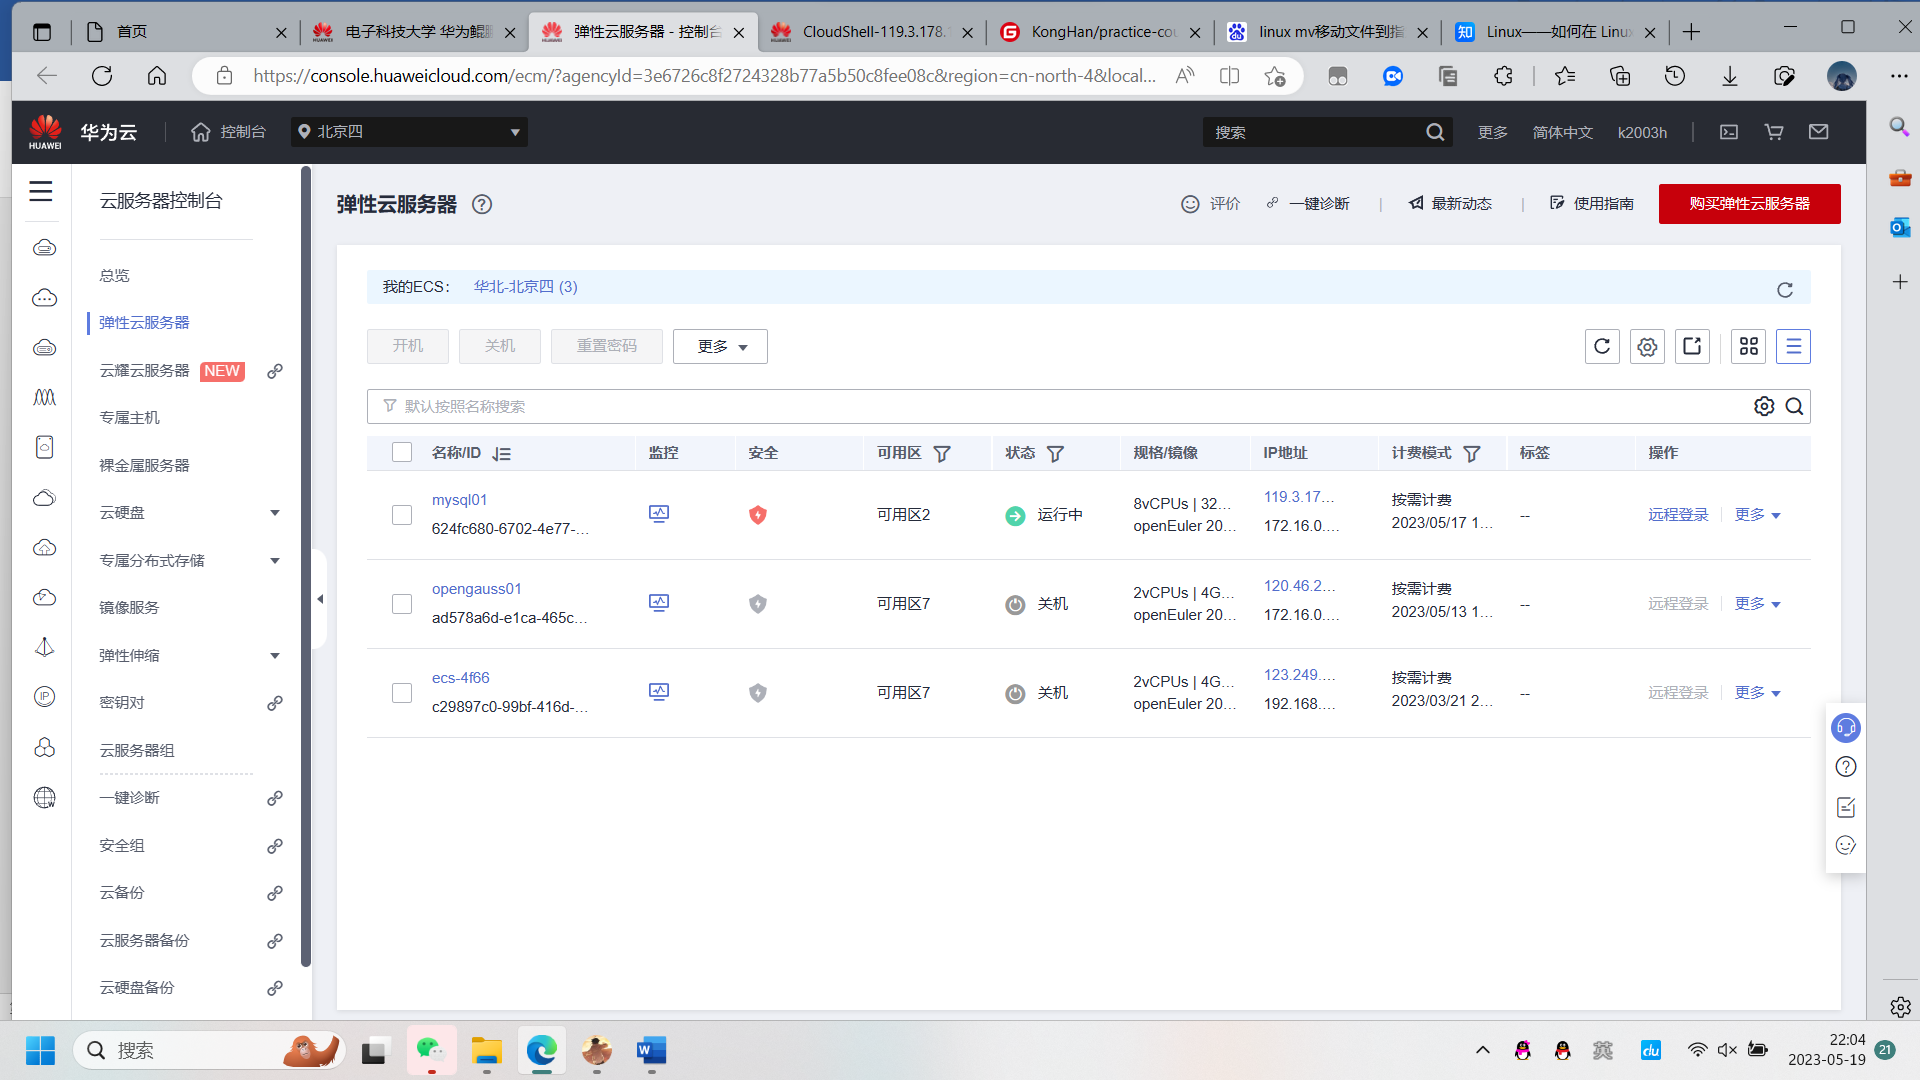 首页
电子科技大学 华为鲲鹏
弹性云服务器 - 控制台
CloudShell-119.3.178.
KongHan/practice-cou
linux mv移动文件到指
知
Linux——如何在 Linux
https://console.huaweicloud.com/ecm/?agencyId=3e6726c8f2724328b77a5b50c8fee08c&region=cn-north-4&local...
HUAWEI
华为云
控制台
北京四
搜索
更多
简体中文
k2003h
云服务器控制台
总览
弹性云服务器
云耀云服务器 NEW
专属主机
裸金属服务器
云硬盘
专属分布式存储
镜像服务
弹性伸缩
密钥对
云服务器组
一键诊断
安全组
云备份
云服务器备份
云硬盘备份
弹性云服务器
评价
一键诊断
最新动态
使用指南
购买弹性云服务器
我的ECS： 华北-北京四 (3)
开机 关机 重置密码 更多
默认按照名称搜索
名称/ID 监控 安全 可用区 状态 规格/镜像 IP地址 计费模式 标签 操作
mysql01
624fc680-6702-4e77-...
可用区2
运行中
8vCPUs | 32...
openEuler 20...
119.3.17...
172.16.0....
按需计费
2023/05/17 1...
--
远程登录 更多
opengauss01
ad578a6d-e1ca-465c...
可用区7
关机
2vCPUs | 4G...
openEuler 20...
120.46.2...
172.16.0....
按需计费
2023/05/13 1...
--
远程登录 更多
ecs-4f66
c29897c0-99bf-416d-...
可用区7
关机
2vCPUs | 4G...
openEuler 20...
123.249....
192.168....
按需计费
2023/03/21 2...
--
远程登录 更多
搜索
英
du
22:04
2023-05-19
21